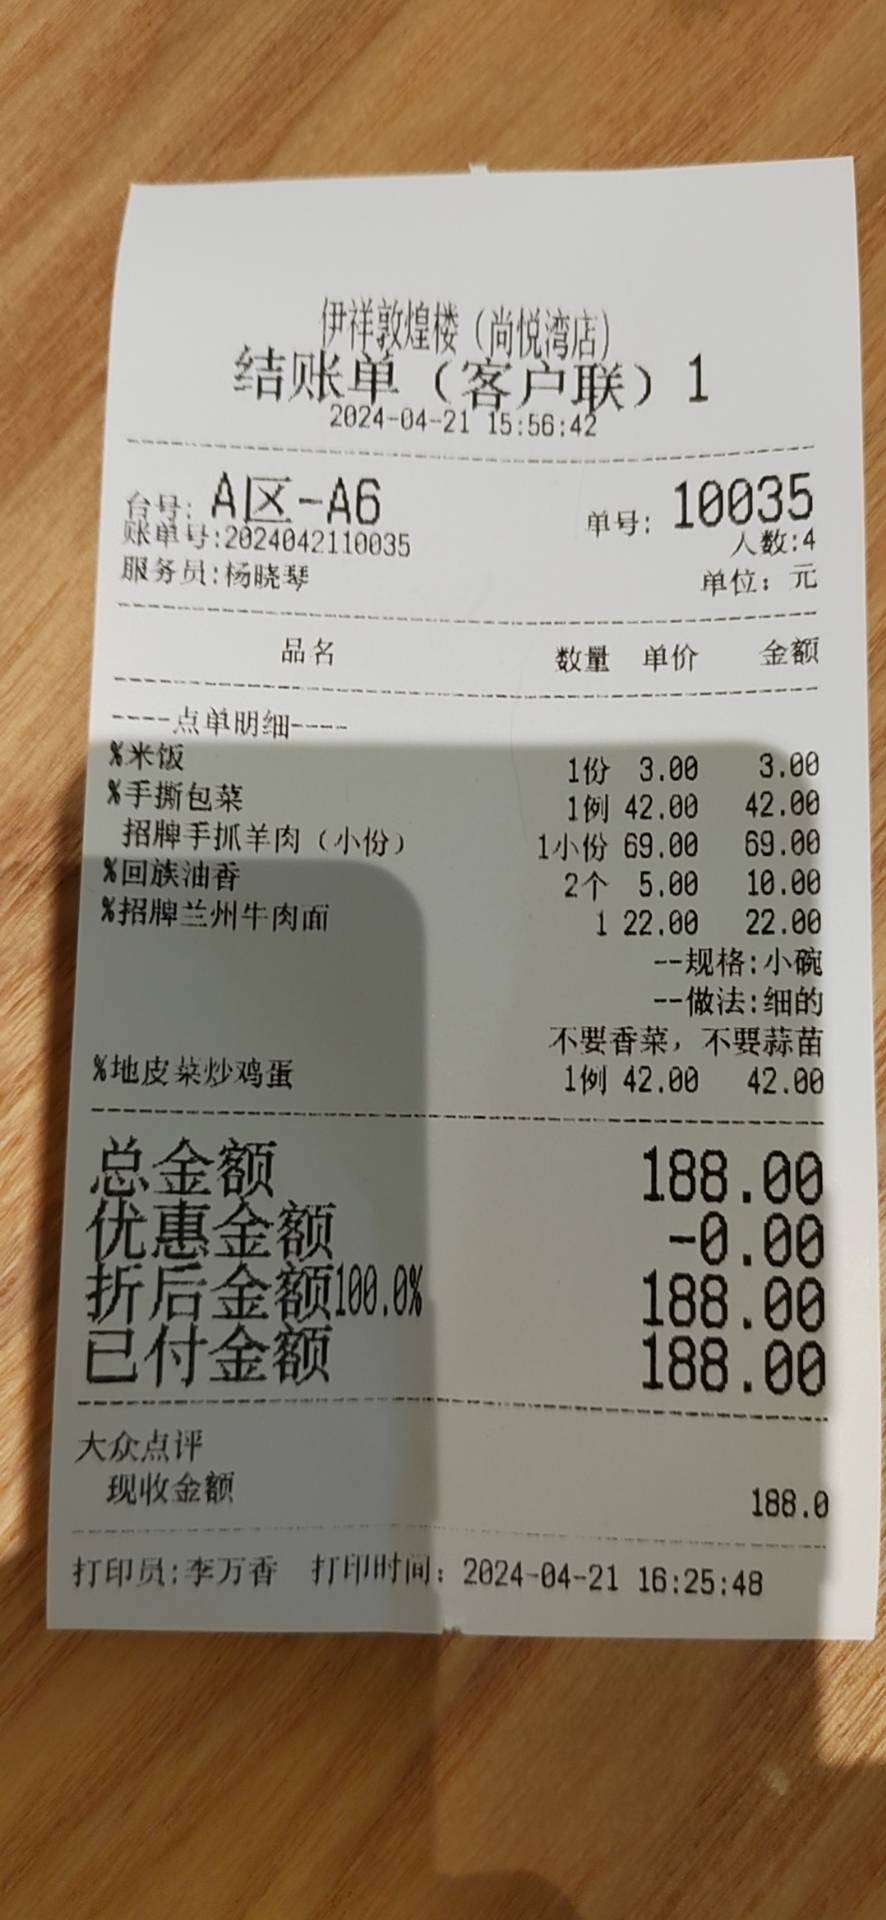 伊祥敦煌楼（尚悦湾店）
结账单（客户联）1
2024-04-21 15:56:42
台号: A区-A6 单号: 10035
账单号:2024042110035 人数:4
服务员:杨晓琴 单位：元
品名 数量 单价 金额
----点单明细----
%米饭 1份 3.00 3.00
%手撕包菜 1例 42.00 42.00
招牌手抓羊肉（小份） 1小份 69.00 69.00
%回族油香 2个 5.00 10.00
%招牌兰州牛肉面 1 22.00 22.00
--规格:小碗
--做法:细的
不要香菜，不要蒜苗
%地皮菜炒鸡蛋 1例 42.00 42.00
总金额 188.00
优惠金额 -0.00
折后金额100.0% 188.00
已付金额 188.00
大众点评
现收金额 188.0
打印员:李万香 打印时间：2024-04-21 16:25:48